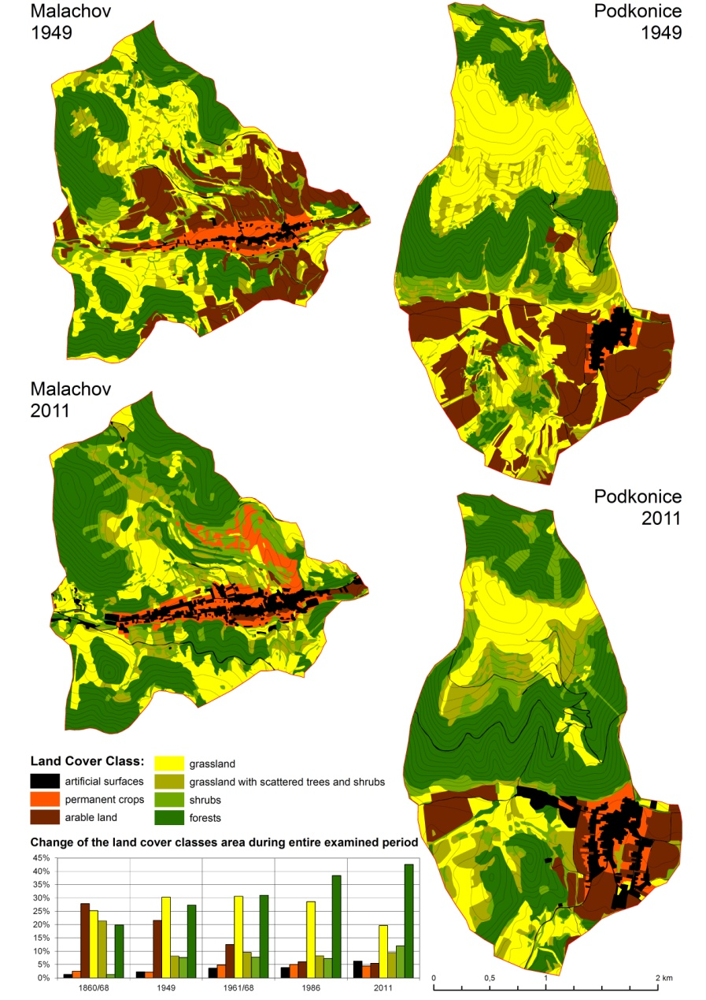 Malachov
1949
Podkonice
1949
Malachov
2011
Podkonice
2011
Land Cover Class:
artificial surfaces
permanent crops
arable land
grassland
grassland with scattered trees and shrubs
shrubs
forests
Change of the land cover classes area during entire examined period
45%
40%
35%
30%
25%
20%
15%
10%
5%
0%
1860/68
1949
1961/68
1986
2011
0
0,5
1
2 km